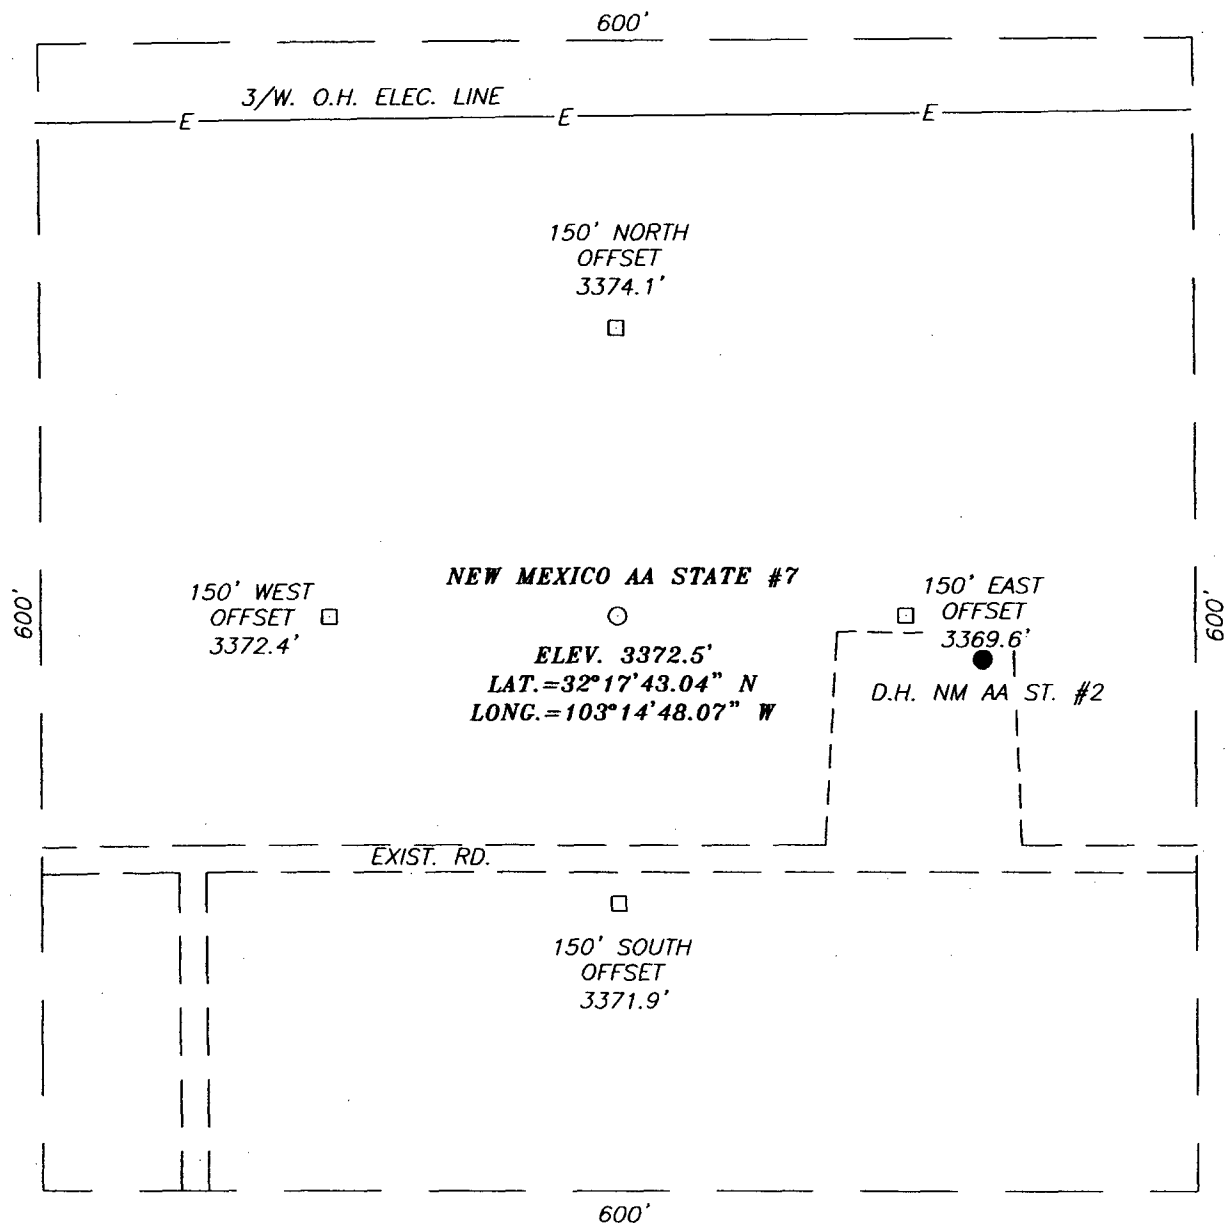 600'
3/W. O.H. ELEC. LINE
E
E
E
150' NORTH
OFFSET
3374.1'
600'
150' WEST
OFFSET
3372.4'
NEW MEXICO AA STATE #7
ELEV. 3372.5'
LAT.=32°17'43.04" N
LONG.=103°14'48.07" W
150' EAST
OFFSET
3369.6'
D.H. NM AA ST. #2
600'
EXIST. RD.
150' SOUTH
OFFSET
3371.9'
600'